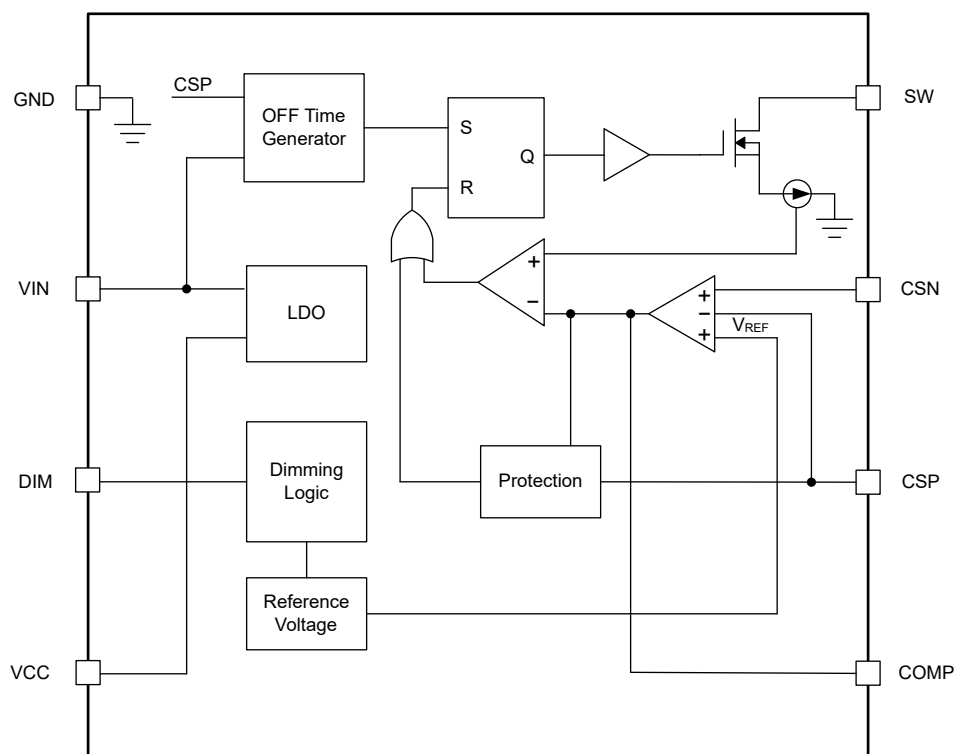 GND
CSP
OFF Time
Generator
S
Q
R
SW
VIN
LDO
+
−
+
−
+
VREF
CSN
DIM
Dimming
Logic
Protection
CSP
Reference
Voltage
VCC
COMP